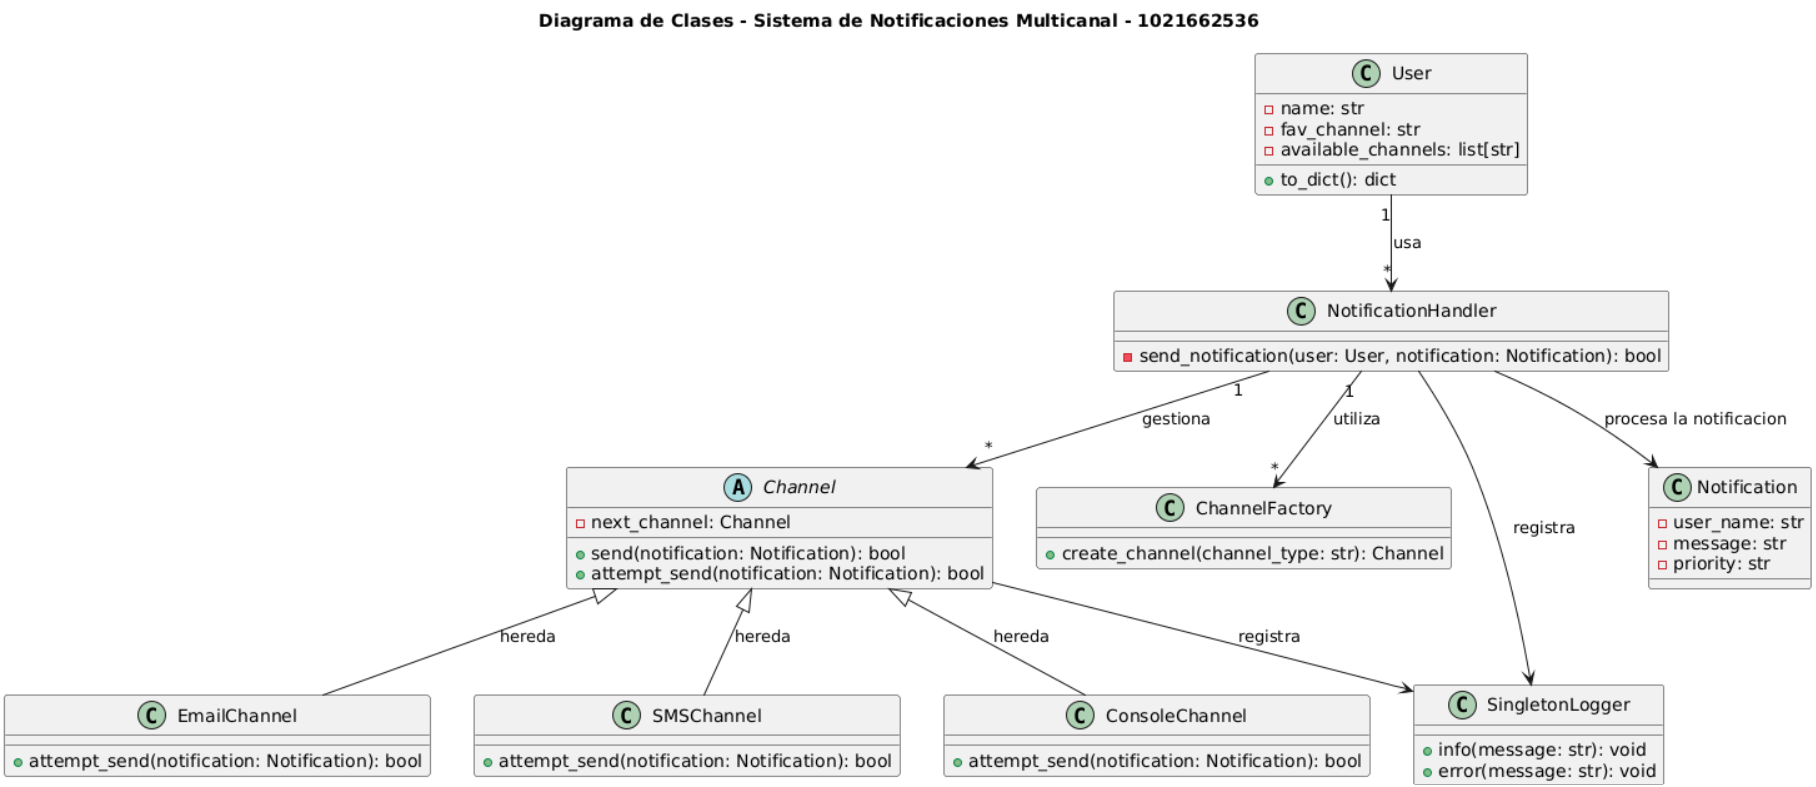 Diagrama de Clases - Sistema de Notificaciones Multicanal - 1021662536
C User
name: str
fav_channel: str
available_channels: list[str]
to_dict(): dict
1
usa
*
C NotificationHandler
send_notification(user: User, notification: Notification): bool
1
gestiona
*
1
utiliza
*
procesa la notificacion
registra
A Channel
next_channel: Channel
send(notification: Notification): bool
attempt_send(notification: Notification): bool
C ChannelFactory
create_channel(channel_type: str): Channel
C Notification
user_name: str
message: str
priority: str
hereda
hereda
hereda
registra
C EmailChannel
attempt_send(notification: Notification): bool
C SMSChannel
attempt_send(notification: Notification): bool
C ConsoleChannel
attempt_send(notification: Notification): bool
C SingletonLogger
info(message: str): void
error(message: str): void